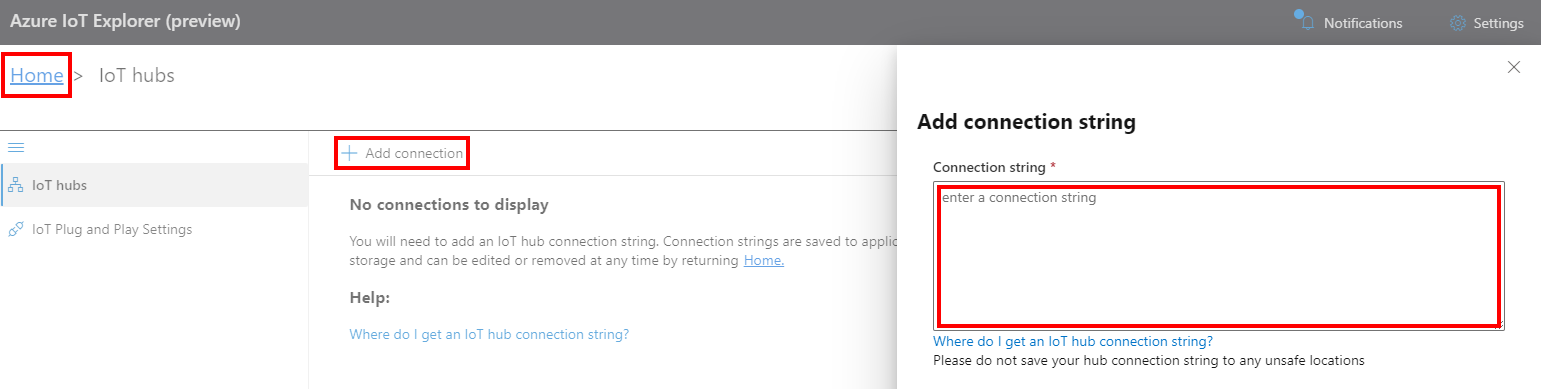 Azure IoT Explorer (preview)
Notifications
Settings
Home > IoT hubs
Add connection
IoT hubs
IoT Plug and Play Settings
No connections to display
You will need to add an IoT hub connection string. Connection strings are saved to applic
storage and can be edited or removed at any time by returning Home.
Help:
Where do I get an IoT hub connection string?
Add connection string
Connection string *
enter a connection string
Where do I get an IoT hub connection string?
Please do not save your hub connection string to any unsafe locations